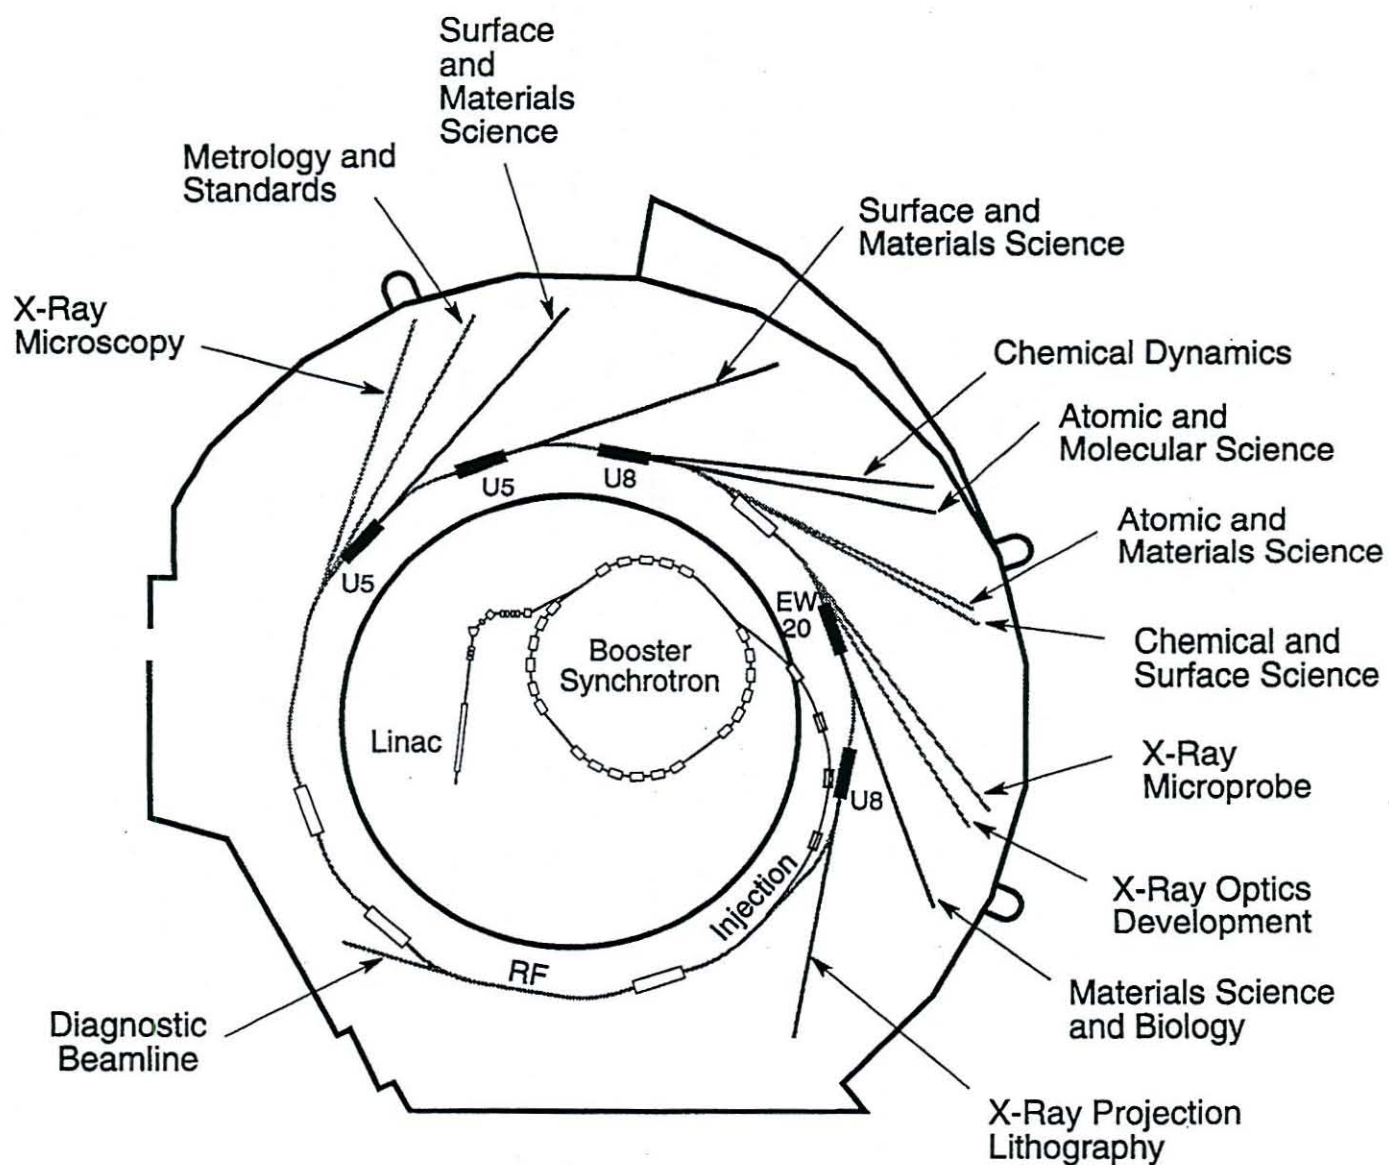 Surface
and
Materials
Science
Metrology and
Standards
Surface and
Materials Science
X-Ray
Microscopy
Chemical Dynamics
Atomic and
Molecular Science
U5
U8
U5
Atomic and
Materials Science
EW
20
Booster
Synchrotron
Chemical and
Surface Science
Linac
X-Ray
Microprobe
U8
Injection
X-Ray Optics
Development
RF
Materials Science
and Biology
Diagnostic
Beamline
X-Ray Projection
Lithography